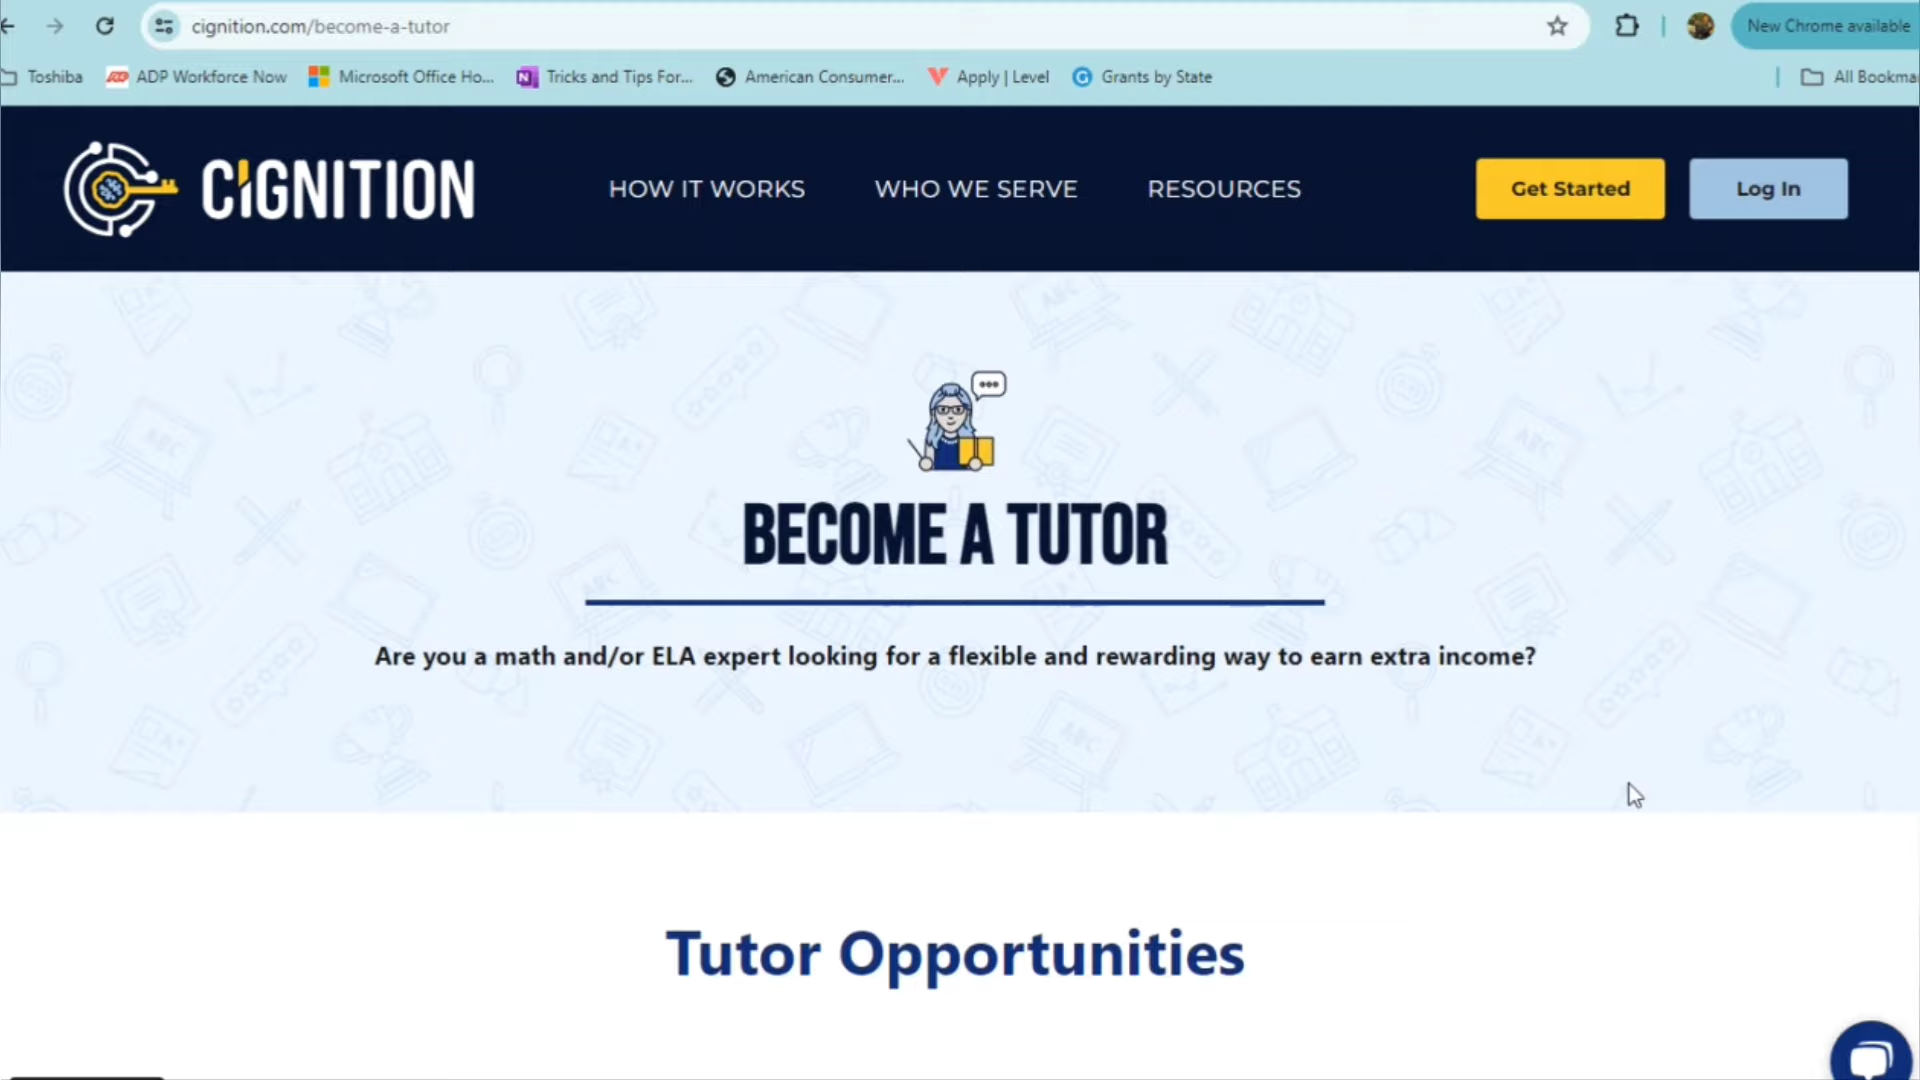 cignition.com/become-a-tutor
New Chrome available
Toshiba
ADP Workforce Now
Microsoft Office Ho...
Tricks and Tips For...
American Consumer...
Apply | Level
Grants by State
All Bookma
CIGNITION
HOW IT WORKS
WHO WE SERVE
RESOURCES
Get Started
Log In
BECOME A TUTOR
Are you a math and/or ELA expert looking for a flexible and rewarding way to earn extra income?
Tutor Opportunities